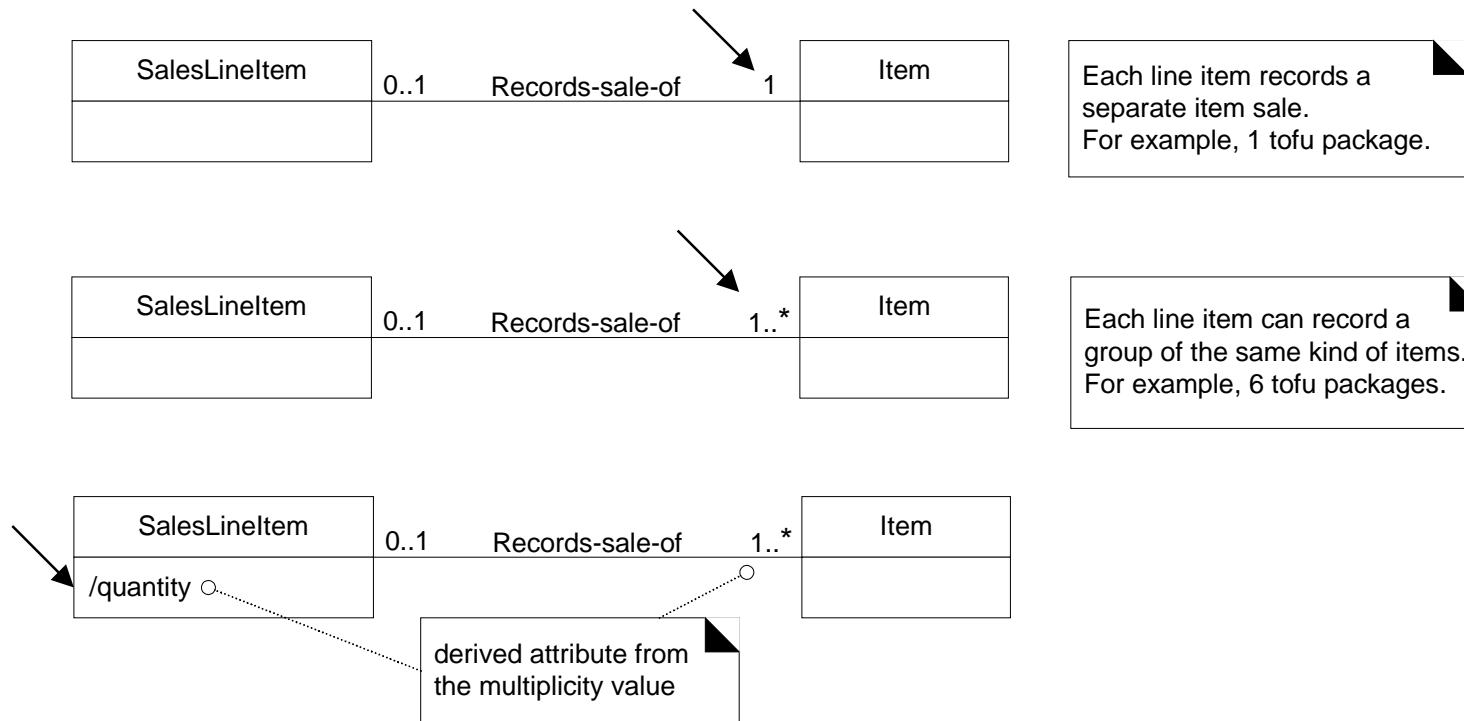 SalesLineItem
0..1 Records-sale-of 1
Item
Each line item records a
separate item sale.
For example, 1 tofu package.
SalesLineItem
0..1 Records-sale-of 1..*
Item
Each line item can record a
group of the same kind of items.
For example, 6 tofu packages.
SalesLineItem
0..1 Records-sale-of 1..*
Item
/quantity
derived attribute from
the multiplicity value